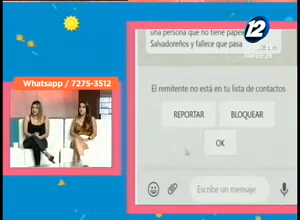 12
una persona que no tiene
Salvadoreños y fallece que pasa
Whatsapp / 7275-3512
El remitente no está en tu lista de contactos
REPORTAR
BLOQUEAR
OK
Escribe un mensaje